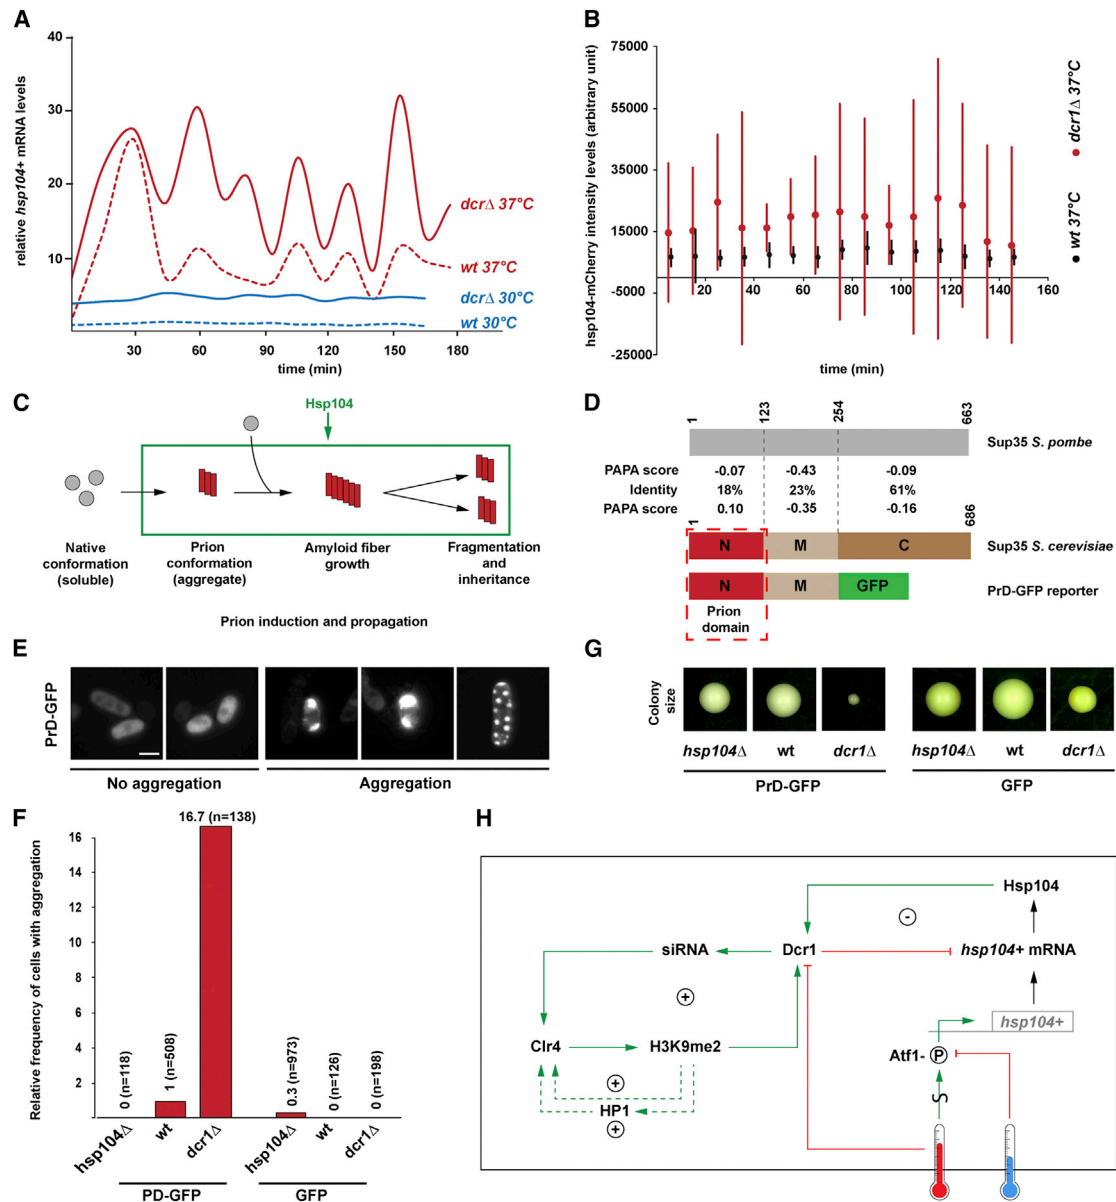 A
relative hsp104+ mRNA levels
40
30
20
10
30
60
90
120
150
180
time (min)
dcrΔ 37°C
wt 37°C
dcrΔ 30°C
wt 30°C
B
hsp104-mCherry intensity levels (arbitrary unit)
75000
55000
35000
15000
-5000
-25000
20
40
60
80
100
120
140
160
time (min)
wt 37°C
dcr1Δ 37°C
C
Hsp104
Native conformation (soluble)
Prion conformation (aggregate)
Amyloid fiber growth
Fragmentation and inheritance
Prion induction and propagation
D
1
123
254
663
Sup35 S. pombe
PAPA score -0.07 -0.43 -0.09
Identity 18% 23% 61%
PAPA score 0.10 -0.35 -0.16
1
686
N M C
Sup35 S. cerevisiae
N M GFP
PrD-GFP reporter
Prion
domain
E
PrD-GFP
No aggregation
Aggregation
G
Colony
size
hsp104Δ wt dcr1Δ
hsp104Δ wt dcr1Δ
PrD-GFP
GFP
F
Relative frequency of cells with aggregation
16
14
12
10
8
6
4
2
0 (n=118)
1 (n=508)
16.7 (n=138)
0.3 (n=973)
0 (n=126)
0 (n=198)
hsp104Δ
wt
dcr1Δ
hsp104Δ
wt
dcr1Δ
PD-GFP
GFP
H
Hsp104
-
siRNA
Dcr1
hsp104+ mRNA
+
hsp104+
Clr4
H3K9me2
Atf1- P
+
HP1
+